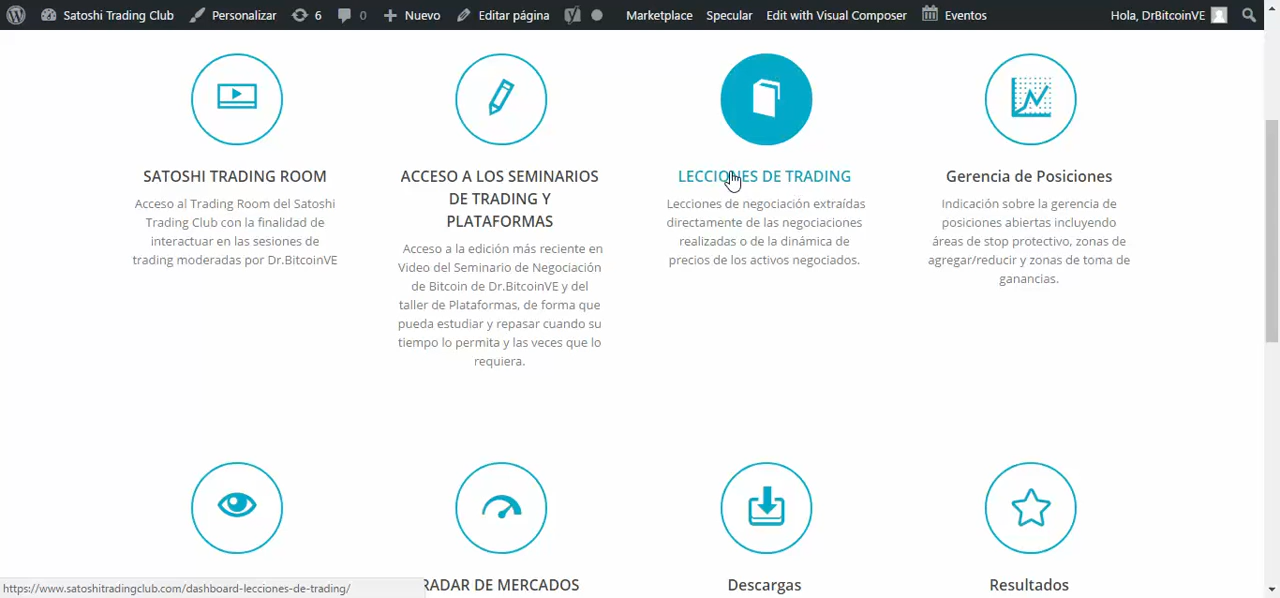 Satoshi Trading Club Personalizar 6 0 Nuevo Editar página Marketplace Specular Edit with Visual Composer Eventos Hola, DrBitcoinVE
SATOSHI TRADING ROOM
Acceso al Trading Room del Satoshi
Trading Club con la finalidad de
interactuar en las sesiones de
trading moderadas por Dr.BitcoinVE
ACCESO A LOS SEMINARIOS
DE TRADING Y
PLATAFORMAS
Acceso a la edición más reciente en
Video del Seminario de Negociación
de Bitcoin de Dr.BitcoinVE y del
taller de Plataformas, de forma que
pueda estudiar y repasar cuando su
tiempo lo permita y las veces que lo
requiera.
LECCIONES DE TRADING
Lecciones de negociación extraídas
directamente de las negociaciones
realizadas o de la dinámica de
precios de los activos negociados.
Gerencia de Posiciones
Indicación sobre la gerencia de
posiciones abiertas incluyendo
áreas de stop protectivo, zonas de
agregar/reducir y zonas de toma de
ganancias.
RADAR DE MERCADOS
Descargas
Resultados
https://www.satoshitradingclub.com/dashboard-lecciones-de-trading/